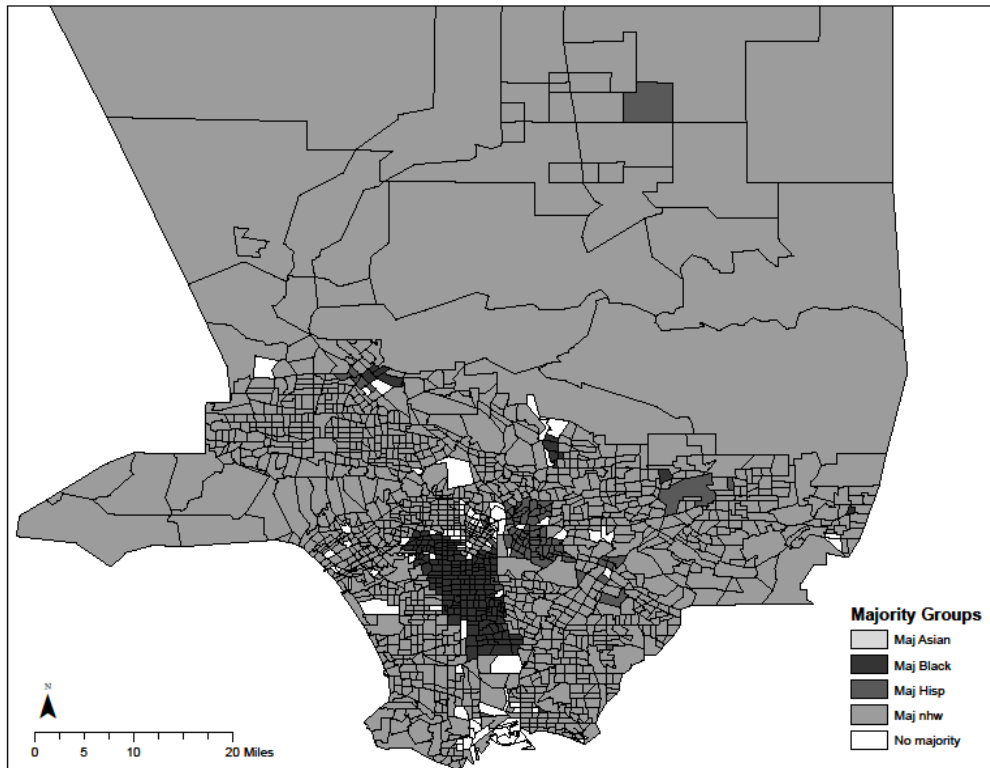 Majority Groups
Maj Asian
Maj Black
Maj Hisp
Maj nhw
No majority
N
0 5 10 20 Miles